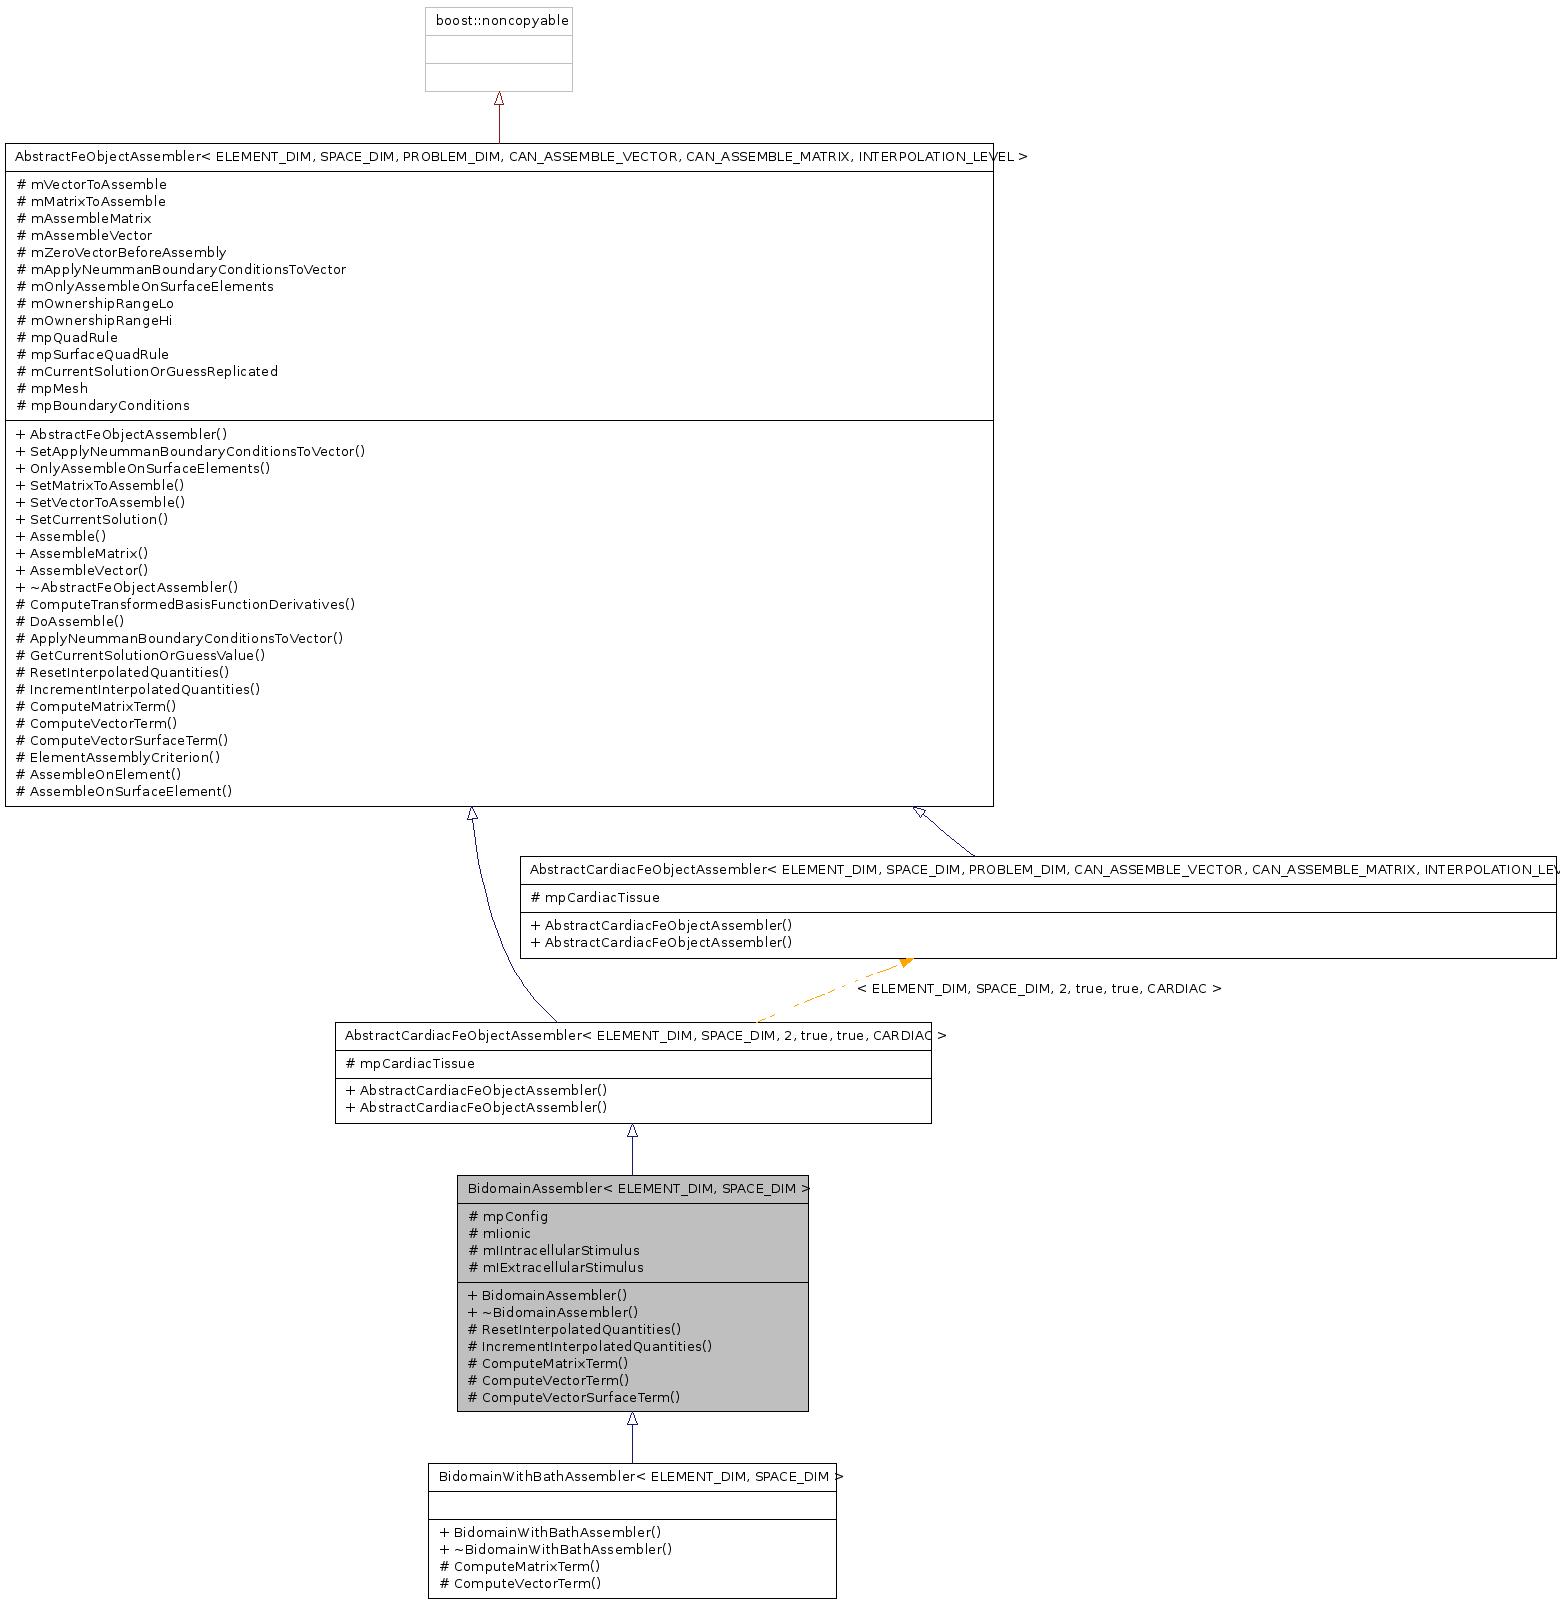 boost::noncopyable
AbstractFeObjectAssembler< ELEMENT_DIM, SPACE_DIM, PROBLEM_DIM, CAN_ASSEMBLE_VECTOR, CAN_ASSEMBLE_MATRIX, INTERPOLATION_LEVEL >
# mVectorToAssemble
# mMatrixToAssemble
# mAssembleMatrix
# mAssembleVector
# mZeroVectorBeforeAssembly
# mApplyNeummanBoundaryConditionsToVector
# mOnlyAssembleOnSurfaceElements
# mOwnershipRangeLo
# mOwnershipRangeHi
# mpQuadRule
# mpSurfaceQuadRule
# mCurrentSolutionOrGuessReplicated
# mpMesh
# mpBoundaryConditions
+ AbstractFeObjectAssembler()
+ SetApplyNeummanBoundaryConditionsToVector()
+ OnlyAssembleOnSurfaceElements()
+ SetMatrixToAssemble()
+ SetVectorToAssemble()
+ SetCurrentSolution()
+ Assemble()
+ AssembleMatrix()
+ AssembleVector()
+ ~AbstractFeObjectAssembler()
# ComputeTransformedBasisFunctionDerivatives()
# DoAssemble()
# ApplyNeummanBoundaryConditionsToVector()
# GetCurrentSolutionOrGuessValue()
# ResetInterpolatedQuantities()
# IncrementInterpolatedQuantities()
# ComputeMatrixTerm()
# ComputeVectorTerm()
# ComputeVectorSurfaceTerm()
# ElementAssemblyCriterion()
# AssembleOnElement()
# AssembleOnSurfaceElement()
AbstractCardiacFeObjectAssembler< ELEMENT_DIM, SPACE_DIM, PROBLEM_DIM, CAN_ASSEMBLE_VECTOR, CAN_ASSEMBLE_MATRIX, INTERPOLATION_LEV
# mpCardiacTissue
+ AbstractCardiacFeObjectAssembler()
+ AbstractCardiacFeObjectAssembler()
< ELEMENT_DIM, SPACE_DIM, 2, true, true, CARDIAC >
AbstractCardiacFeObjectAssembler< ELEMENT_DIM, SPACE_DIM, 2, true, true, CARDIAC >
# mpCardiacTissue
+ AbstractCardiacFeObjectAssembler()
+ AbstractCardiacFeObjectAssembler()
BidomainAssembler< ELEMENT_DIM, SPACE_DIM >
# mpConfig
# mIionic
# mIIntracellularStimulus
# mIExtracellularStimulus
+ BidomainAssembler()
+ ~BidomainAssembler()
# ResetInterpolatedQuantities()
# IncrementInterpolatedQuantities()
# ComputeMatrixTerm()
# ComputeVectorTerm()
# ComputeVectorSurfaceTerm()
BidomainWithBathAssembler< ELEMENT_DIM, SPACE_DIM >
+ BidomainWithBathAssembler()
+ ~BidomainWithBathAssembler()
# ComputeMatrixTerm()
# ComputeVectorTerm()